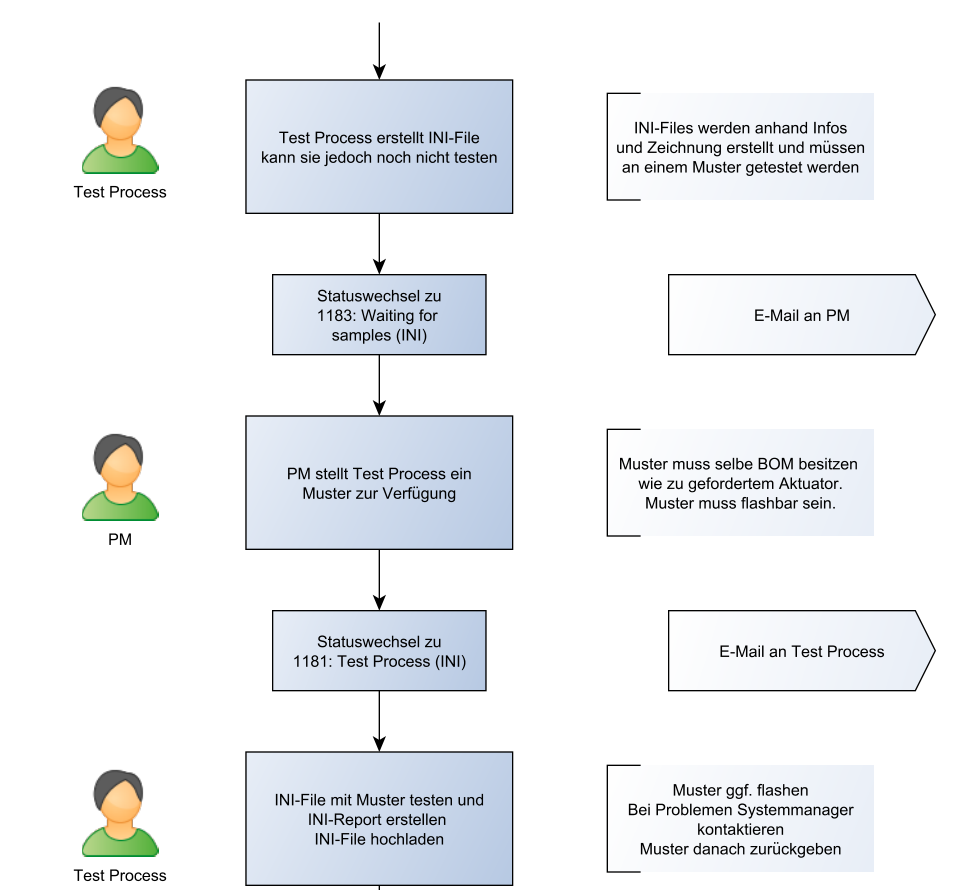 Test Process erstellt INI-File
kann sie jedoch noch nicht testen
INI-Files werden anhand Infos
und Zeichnung erstellt und müssen
an einem Muster getestet werden
Test Process
Statuswechsel zu
1183: Waiting for
samples (INI)
E-Mail an PM
PM stellt Test Process ein
Muster zur Verfügung
Muster muss selbe BOM besitzen
wie zu gefordertem Aktuator.
Muster muss flashbar sein.
PM
Statuswechsel zu
1181: Test Process (INI)
E-Mail an Test Process
INI-File mit Muster testen und
INI-Report erstellen
INI-File hochladen
Muster ggf. flashen
Bei Problemen Systemmanager
kontaktieren
Muster danach zurückgeben
Test Process